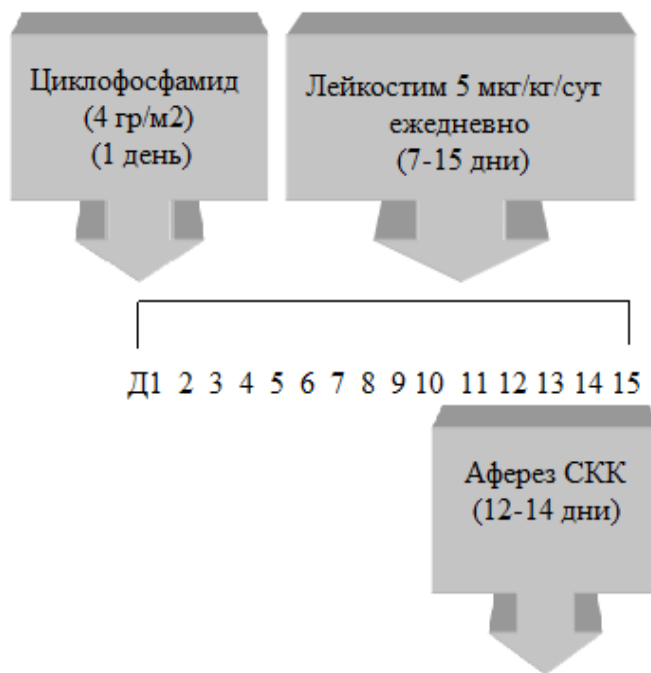 Циклофосфамид
(4 гр/м2)
(1 день)
Лейкостим 5 мкг/кг/сут
ежедневно
(7-15 дни)
Д1 2 3 4 5 6 7 8 9 10 11 12 13 14 15
Аферез СКК
(12-14 дни)